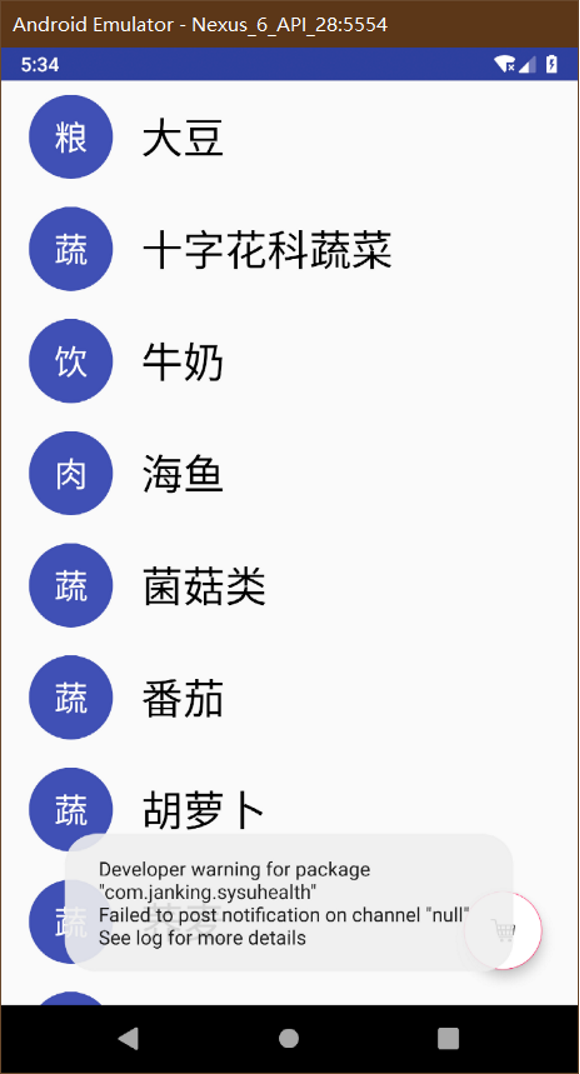 Android Emulator - Nexus_6_API_28:5554
5:34
粮 大豆
蔬 十字花科蔬菜
饮 牛奶
肉 海鱼
蔬 菌菇类
蔬 番茄
蔬 胡萝卜
Developer warning for package
"com.janking.sysuhealth"
Failed to post notification on channel "null"
See log for more details
蔬 荞麦